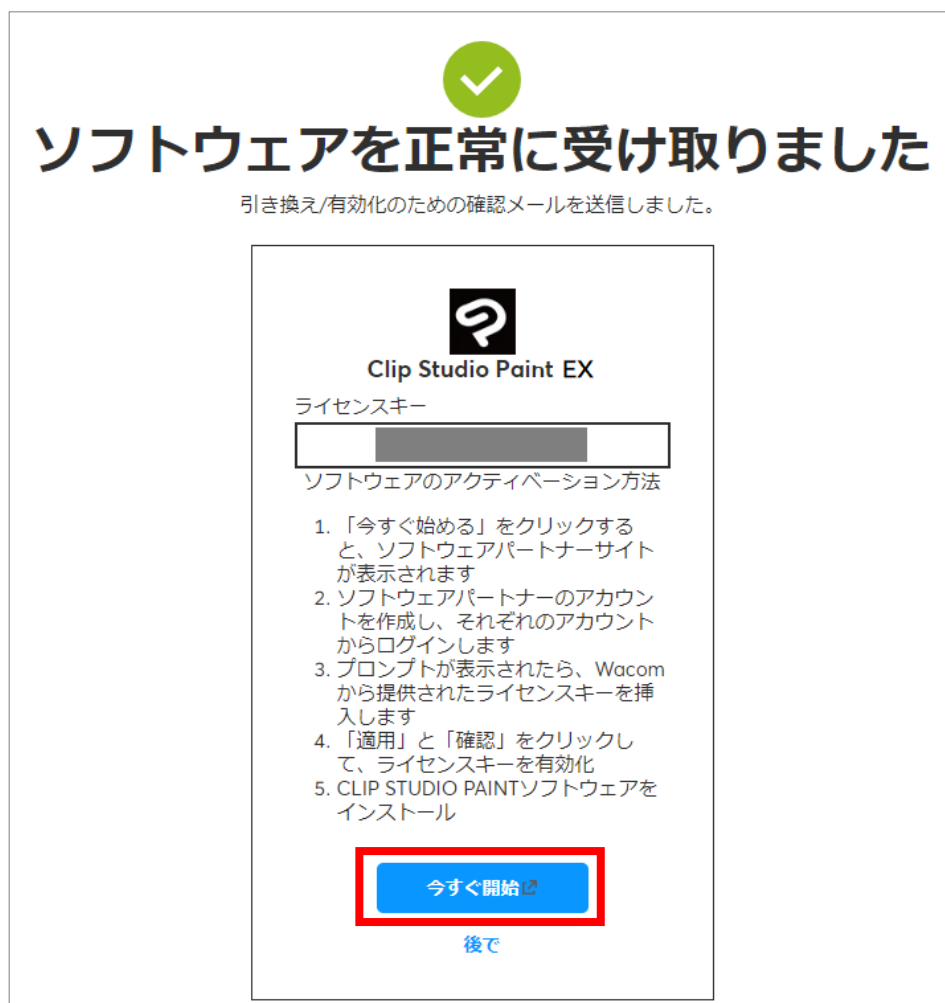 ソフトウェアを正常に受け取りました
引き換え/有効化のための確認メールを送信しました。
Clip Studio Paint EX
ライセンスキー
ソフトウェアのアクティベーション方法
1. 「今すぐ始める」をクリックする
と、ソフトウェアパートナーサイト
が表示されます
2. ソフトウェアパートナーのアカウン
トを作成し、それぞれのアカウント
からログインします
3. プロンプトが表示されたら、Wacom
から提供されたライセンスキーを挿
入します
4. 「適用」と「確認」をクリックし
て、ライセンスキーを有効化
5. CLIP STUDIO PAINTソフトウェアを
インストール
今すぐ開始
後で